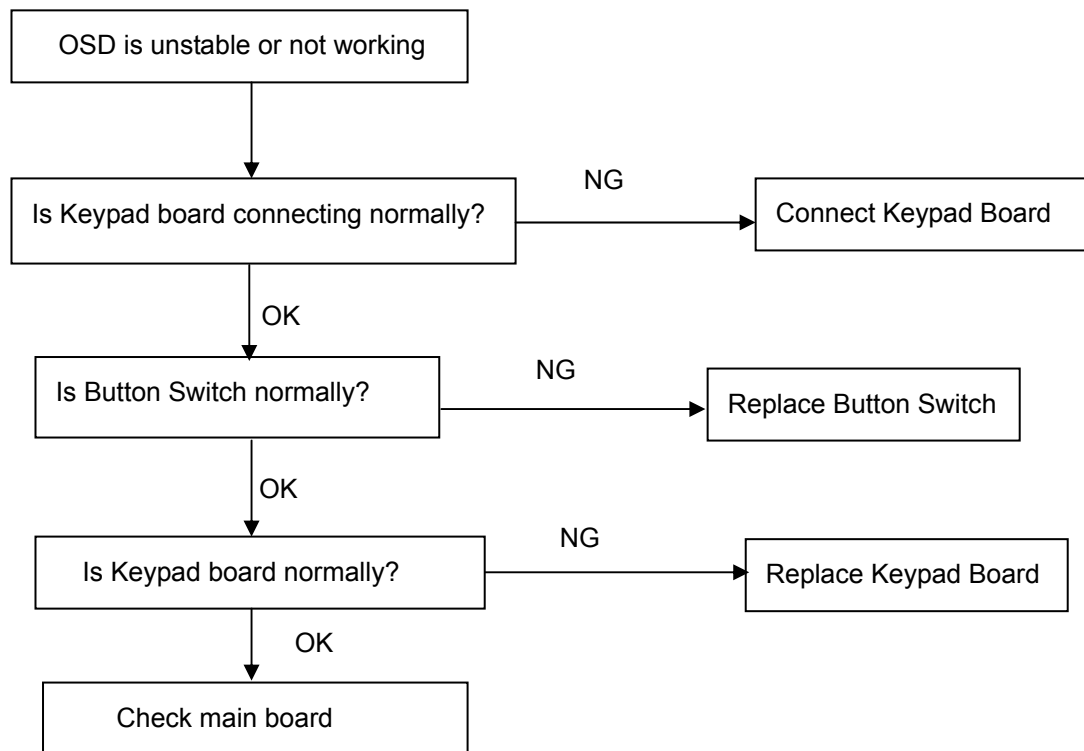 OSD is unstable or not working
NG
Is Keypad board connecting normally?
Connect Keypad Board
OK
NG
Is Button Switch normally?
Replace Button Switch
OK
NG
Is Keypad board normally?
Replace Keypad Board
OK
Check main board